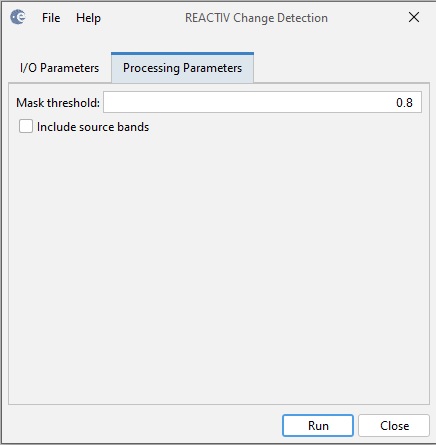 File Help REACTIV Change Detection
I/O Parameters Processing Parameters
Mask threshold: 0.8
Include source bands
Run Close